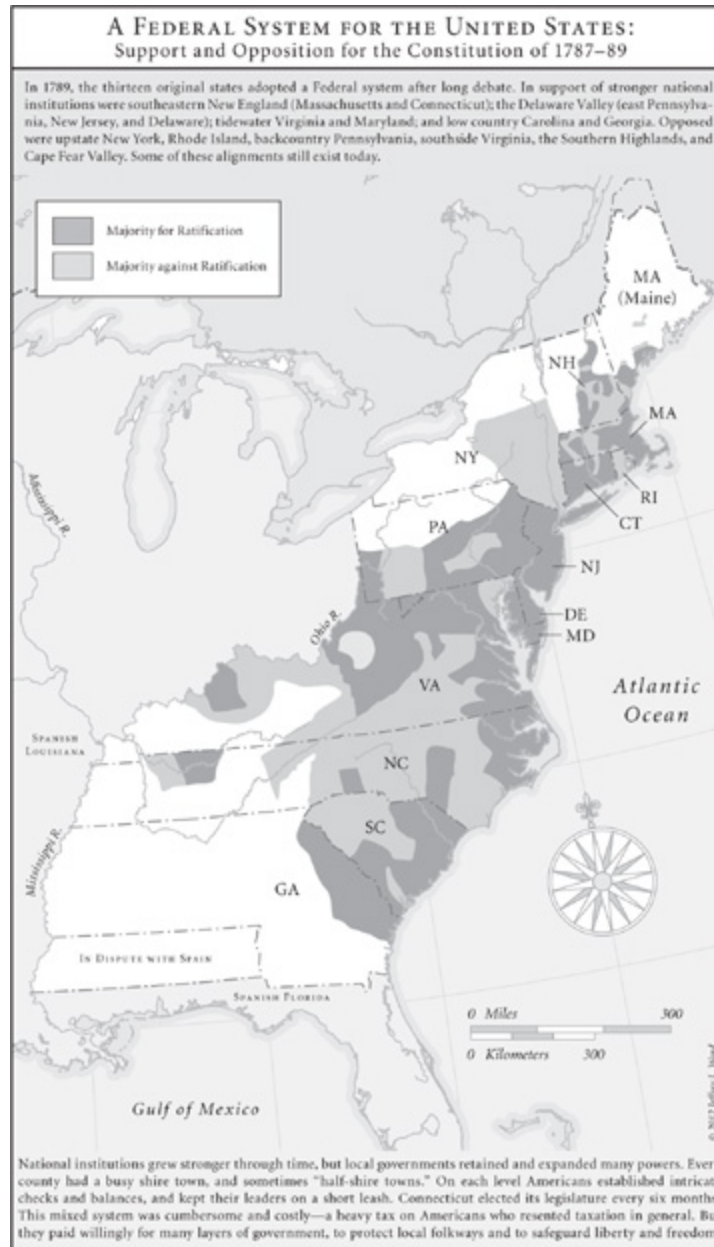 A FEDERAL SYSTEM FOR THE UNITED STATES:
Support and Opposition for the Constitution of 1787–89
In 1789, the thirteen original states adopted a Federal system after long debate. In support of stronger national
institutions were southeastern New England (Massachusetts and Connecticut); the Delaware Valley (east Pennsylva-
nia, New Jersey, and Delaware); tidewater Virginia and Maryland; and low country Carolina and Georgia. Opposed
were upstate New York, Rhode Island, backcountry Pennsylvania, southside Virginia, the Southern Highlands, and
Cape Fear Valley. Some of these alignments still exist today.
Majority for Ratification
Majority against Ratification
MA
(Maine)
NH
MA
NY
RI
CT
PA
NJ
DE
MD
Mississippi R.
Ohio R.
VA
Atlantic
Ocean
SPANISH
LOUISIANA
NC
SC
Mississippi R.
GA
IN DISPUTE WITH SPAIN
SPANISH FLORIDA
0 Miles 300
0 Kilometers 300
Gulf of Mexico
© 2012 Jeffrey L. Ward
National institutions grew stronger through time, but local governments retained and expanded many powers. Ever
county had a busy shire town, and sometimes “half-shire towns.” On each level Americans established intricat
checks and balances, and kept their leaders on a short leash. Connecticut elected its legislature every six month
This mixed system was cumbersome and costly—a heavy tax on Americans who resented taxation in general. Bu
they paid willingly for many layers of government, to protect local folkways and to safeguard liberty and freedom